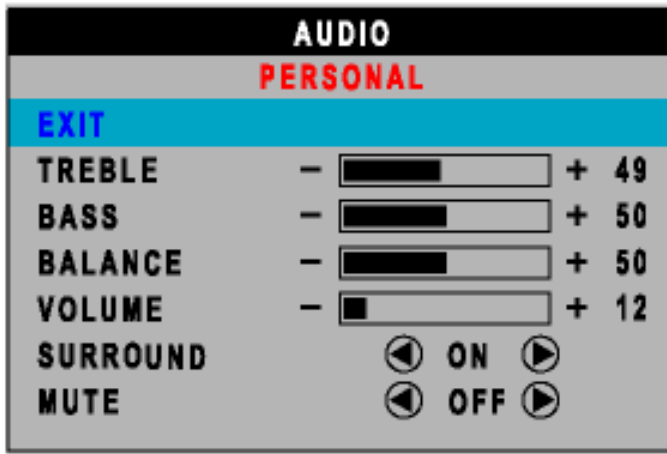 AUDIO
PERSONAL
EXIT
TREBLE - + 49
BASS - + 50
BALANCE - + 50
VOLUME - + 12
SURROUND ON
MUTE OFF